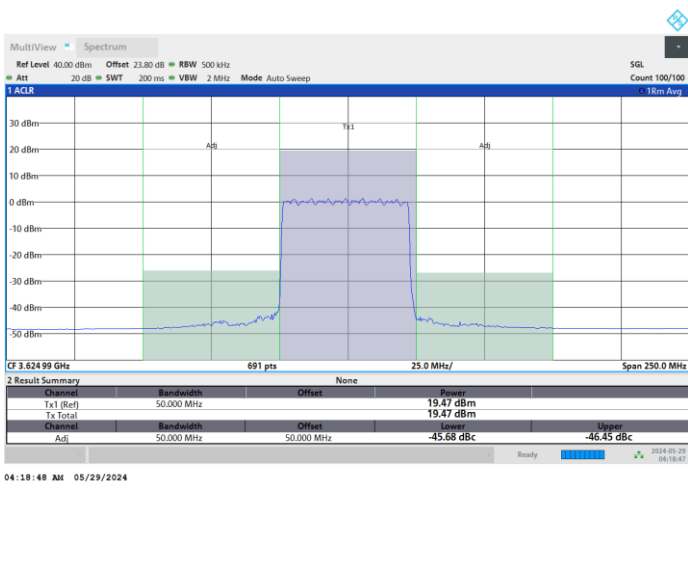 MultiView Spectrum
Ref Level 40.00 dBm Offset 23.80 dB RBW 500 kHz SGL
Att 20 dB SWT 200 ms VBW 2 MHz Mode Auto Sweep Count 100/100
1 ACLR 1Rm Avg
30 dBm
Tx1
20 dBm
Adj Adj
10 dBm
0 dBm
-10 dBm
-20 dBm
-30 dBm
-40 dBm
-50 dBm
CF 3.624 99 GHz 691 pts 25.0 MHz/ Span 250.0 MHz
2 Result Summary None
Channel Bandwidth Offset Power
Tx1 (Ref) 50.000 MHz 19.47 dBm
Tx Total 19.47 dBm
Channel Bandwidth Offset Lower Upper
Adj 50.000 MHz 50.000 MHz -45.68 dBc -46.45 dBc
Ready 2024-05-29
04:18:47
04:18:48 AM 05/29/2024